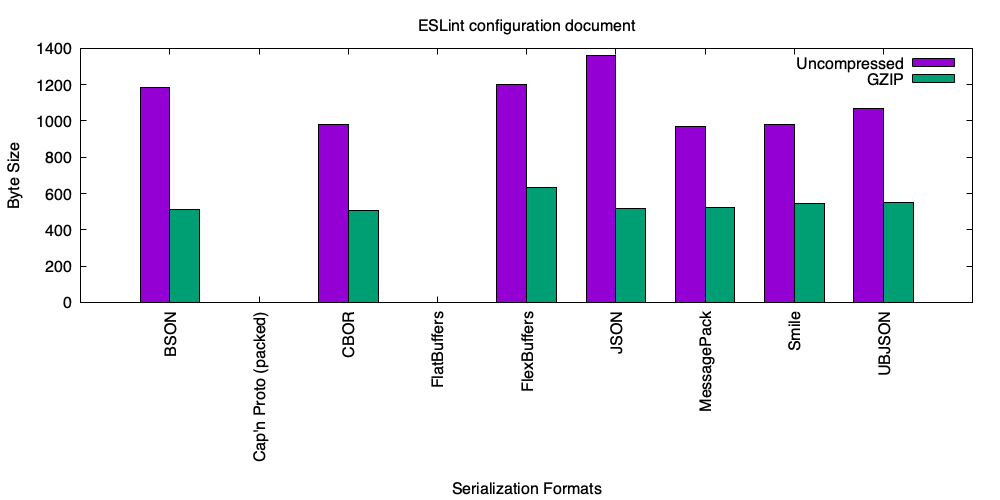 ESLint configuration document
1400
1200
1000
800
600
400
200
0
Byte Size
Uncompressed
GZIP
BSON
Cap'n Proto (packed)
CBOR
FlatBuffers
FlexBuffers
JSON
MessagePack
Smile
UBJSON
Serialization Formats